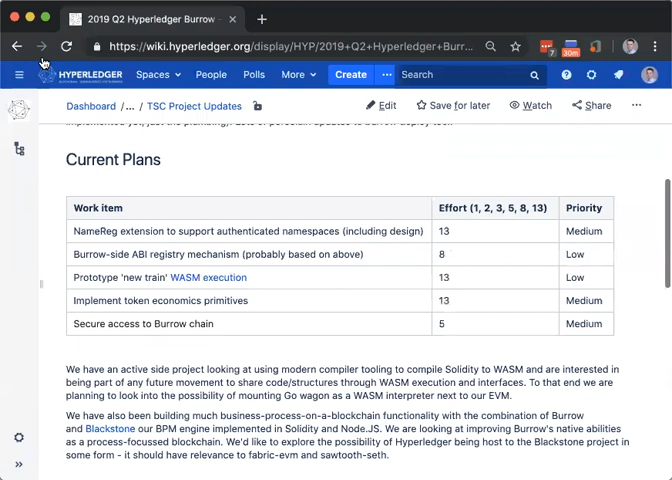 2019 Q2 Hyperledger Burrow -
https://wiki.hyperledger.org/display/HYP/2019+Q2+Hyperledger+Burr...
7
30m
HYPERLEDGER
Spaces
People
Polls
More
Create
Search
Dashboard / ... / TSC Project Updates
Edit
Save for later
Watch
Share
Current Plans
Work item Effort (1, 2, 3, 5, 8, 13) Priority
NameReg extension to support authenticated namespaces (including design) 13 Medium
Burrow-side ABI registry mechanism (probably based on above) 8 Low
Prototype 'new train' WASM execution 13 Low
Implement token economics primitives 13 Medium
Secure access to Burrow chain 5 Medium
We have an active side project looking at using modern compiler tooling to compile Solidity to WASM and are interested in
being part of any future movement to share code/structures through WASM execution and interfaces. To that end we are
planning to look into the possibility of mounting Go wagon as a WASM interpreter next to our EVM.
We have also been building much business-process-on-a-blockchain functionality with the combination of Burrow
and Blackstone our BPM engine implemented in Solidity and Node.JS. We are looking at improving Burrow's native abilities
as a process-focussed blockchain. We'd like to explore the possibility of Hyperledger being host to the Blackstone project in
some form - it should have relevance to fabric-evm and sawtooth-seth.